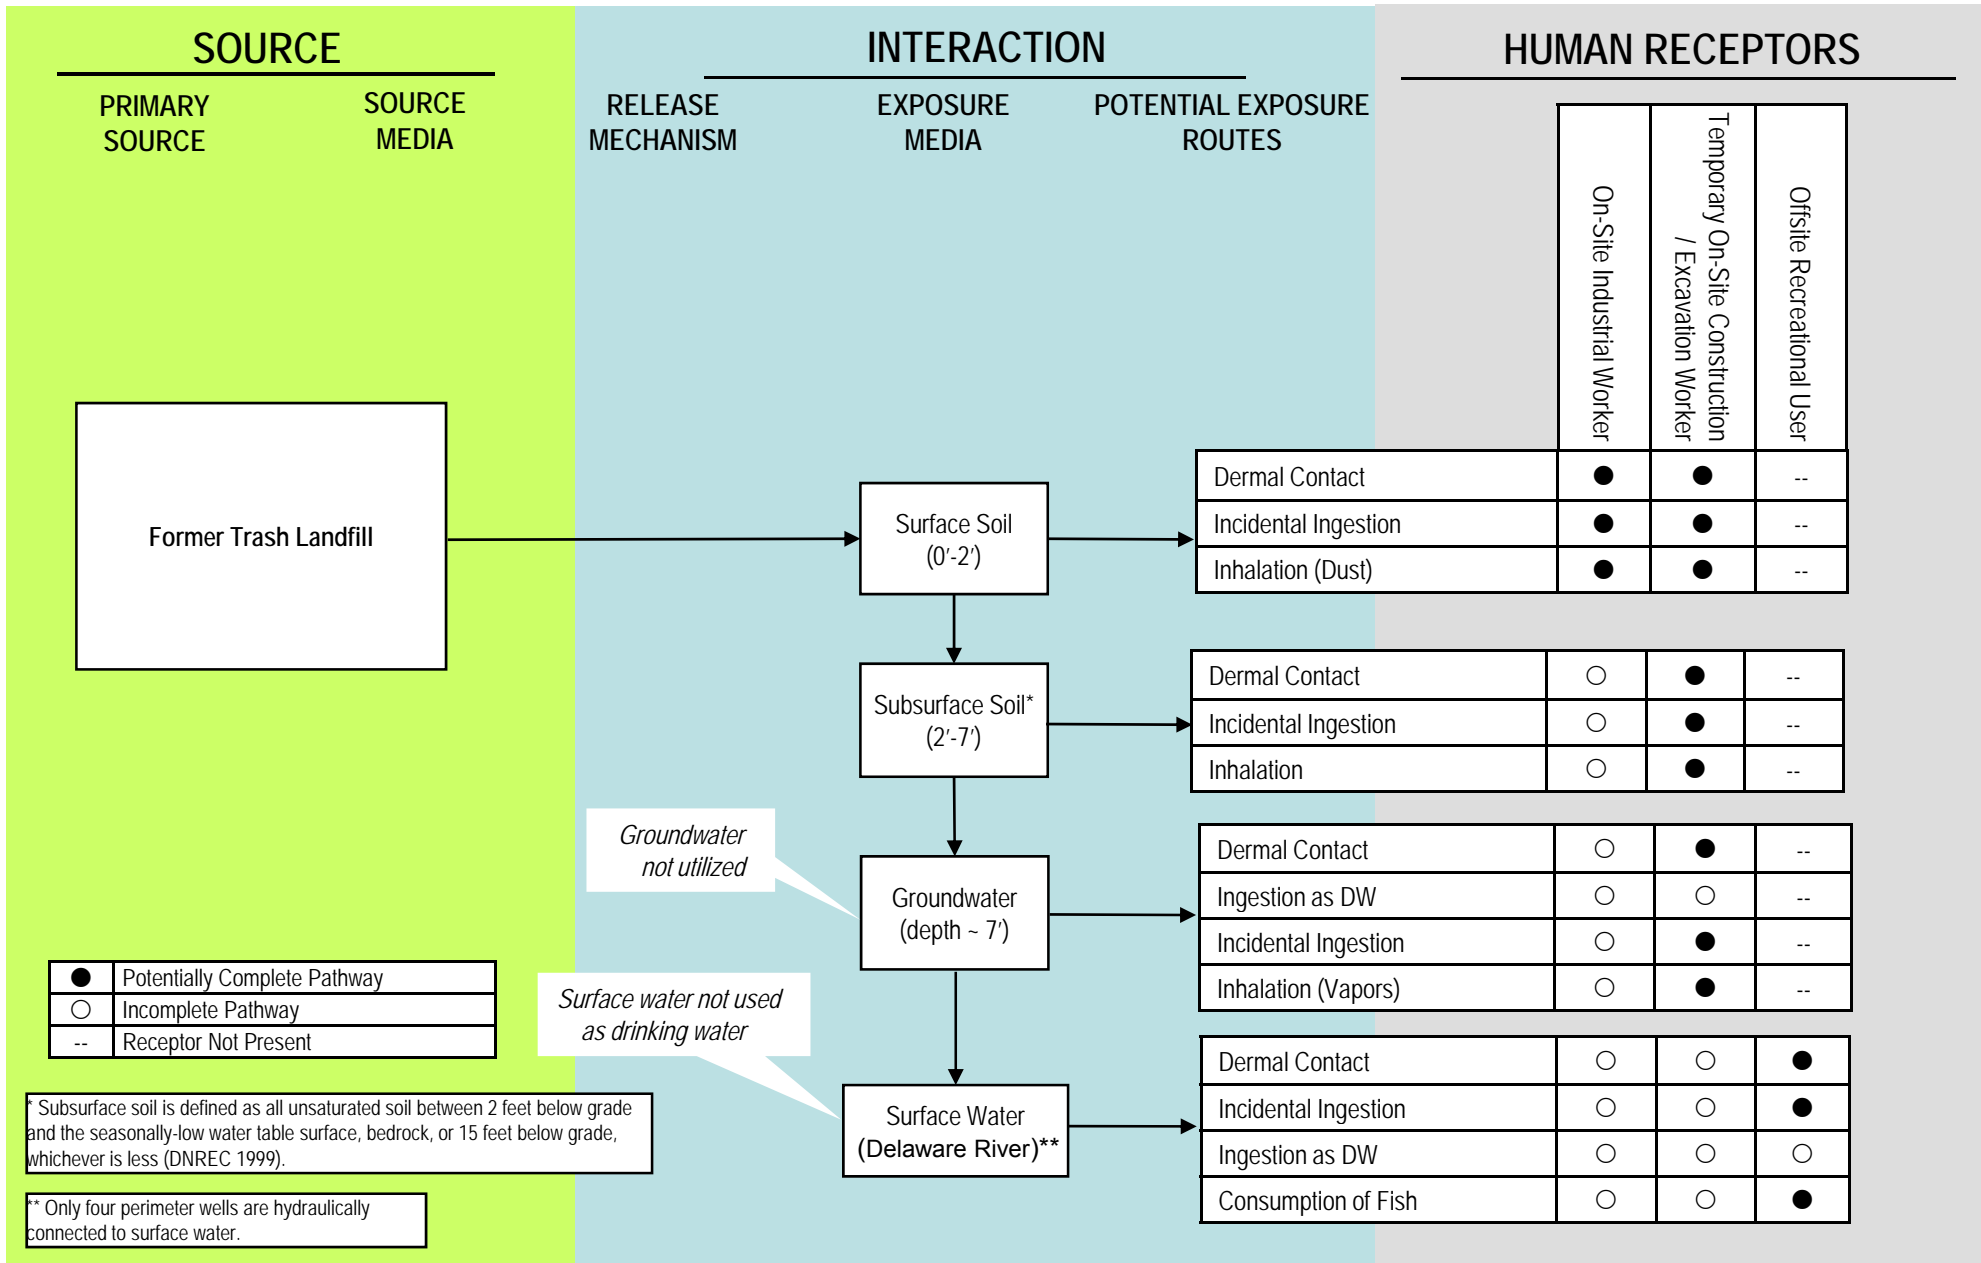 SOURCE
INTERACTION
HUMAN RECEPTORS
PRIMARY
SOURCE
SOURCE
MEDIA
RELEASE
MECHANISM
EXPOSURE
MEDIA
POTENTIAL EXPOSURE
ROUTES
On-Site Industrial Worker
Temporary On-Site Construction
/ Excavation Worker
Offsite Recreational User
Former Trash Landfill
Surface Soil
(0'-2')
Dermal Contact ● ● --
Incidental Ingestion ● ● --
Inhalation (Dust) ● ● --
Subsurface Soil*
(2'-7')
Dermal Contact ○ ● --
Incidental Ingestion ○ ● --
Inhalation ○ ● --
Groundwater
not utilized
Groundwater
(depth ~ 7')
Dermal Contact ○ ● --
Ingestion as DW ○ ○ --
Incidental Ingestion ○ ● --
Inhalation (Vapors) ○ ● --
● Potentially Complete Pathway
○ Incomplete Pathway
-- Receptor Not Present
Surface water not used
as drinking water
Surface Water
(Delaware River)**
Dermal Contact ○ ○ ●
Incidental Ingestion ○ ○ ●
Ingestion as DW ○ ○ ○
Consumption of Fish ○ ○ ●
* Subsurface soil is defined as all unsaturated soil between 2 feet below grade
and the seasonally-low water table surface, bedrock, or 15 feet below grade,
whichever is less (DNREC 1999).
** Only four perimeter wells are hydraulically
connected to surface water.